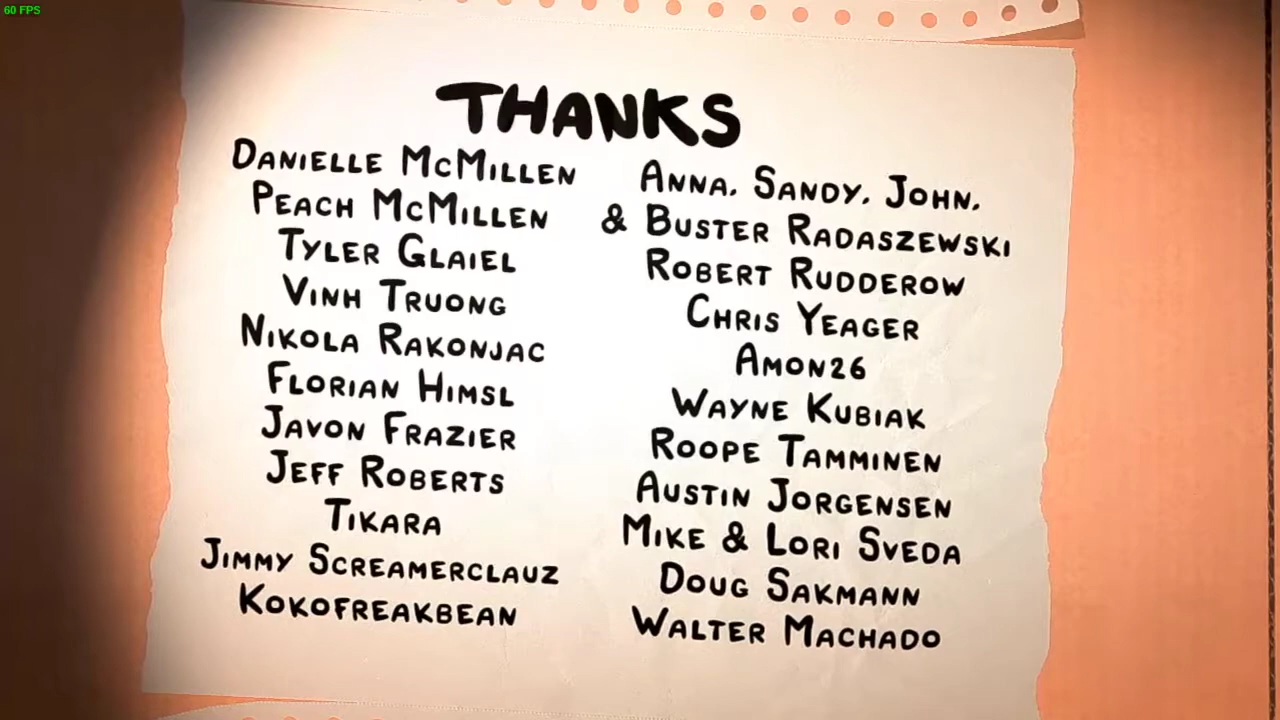 60 FPS
THANKS
DANIELLE MCMILLEN
PEACH MCMILLEN
TYLER GLAIEL
VINH TRUONG
NIKOLA RAKONJAC
FLORIAN HIMSL
JAVON FRAZIER
JEFF ROBERTS
TIKARA
JIMMY SCREAMERCLAUZ
KOKOFREAKBEAN
ANNA, SANDY, JOHN,
& BUSTER RADASZEWSKI
ROBERT RUDDEROW
CHRIS YEAGER
AMON26
WAYNE KUBIAK
ROOPE TAMMINEN
AUSTIN JORGENSEN
MIKE & LORI SVEDA
DOUG SAKMANN
WALTER MACHADO